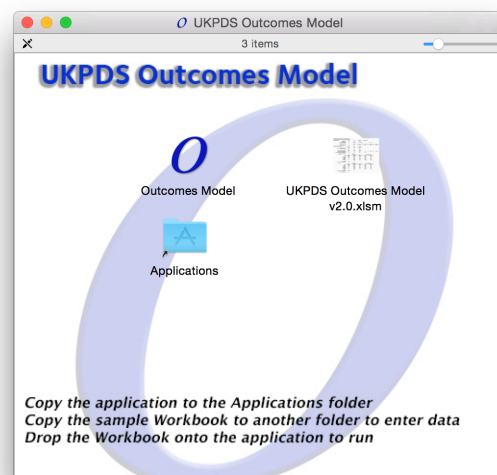 UKPDS Outcomes Model
3 items
UKPDS Outcomes Model
Outcomes Model
UKPDS Outcomes Model
v2.0.xlsm
Applications
Copy the application to the Applications folder
Copy the sample Workbook to another folder to enter data
Drop the Workbook onto the application to run